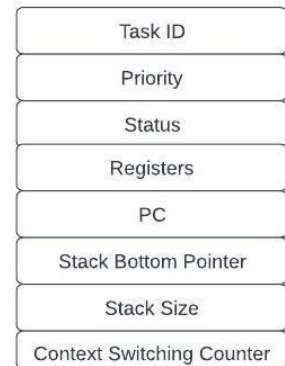 Task ID
Priority
Status
Registers
PC
Stack Bottom Pointer
Stack Size
Context Switching Counter